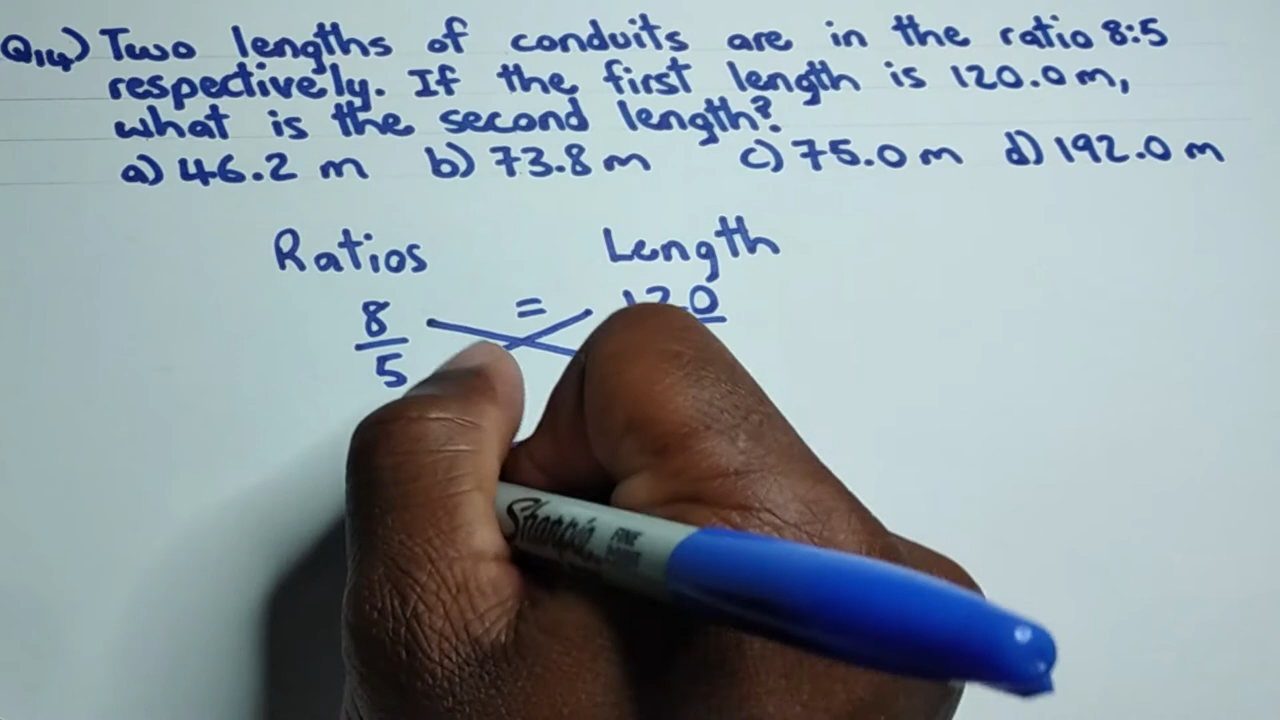 Q14) Two lengths of conduits are in the ratio 8:5
respectively. If the first length is 120.0 m,
what is the second length?
a) 46.2 m b) 73.8 m c) 75.0 m d) 192.0 m
Ratios Length
8 = 120
5
Sharpie
FINE